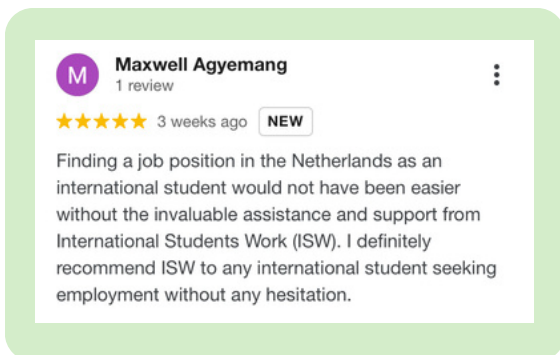 M
Maxwell Agyemang
1 review
3 weeks ago NEW
Finding a job position in the Netherlands as an
international student would not have been easier
without the invaluable assistance and support from
International Students Work (ISW). I definitely
recommend ISW to any international student seeking
employment without any hesitation.